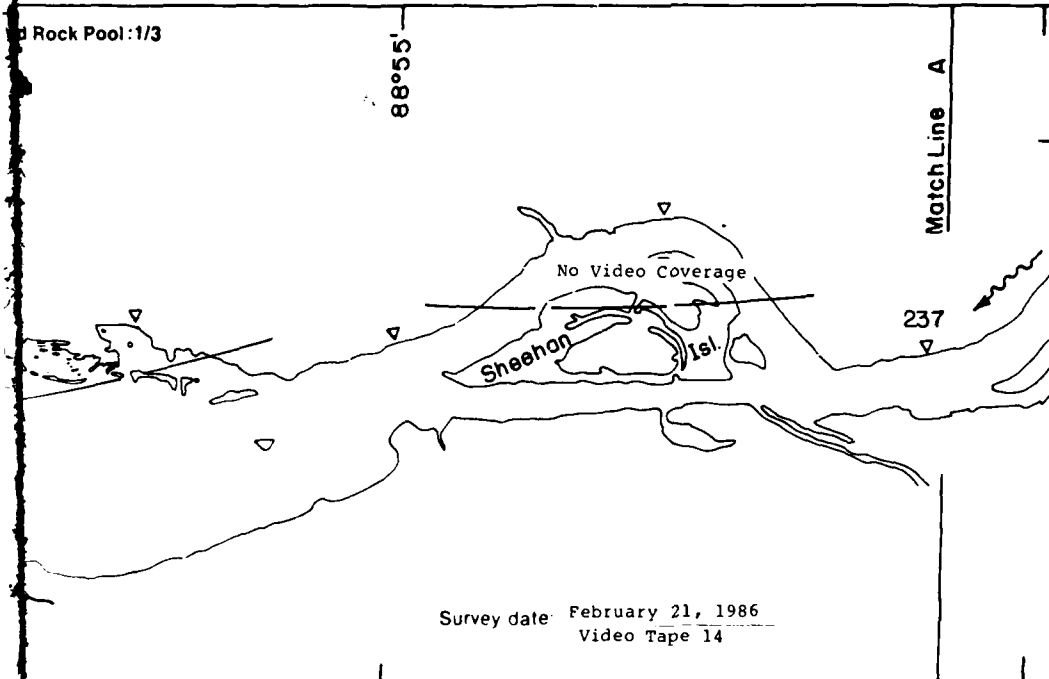 Rock Pool:1/3
88°55'
Match Line A
No Video Coverage
237
Sheehan Isl.
Survey date February 21, 1986
Video Tape 14